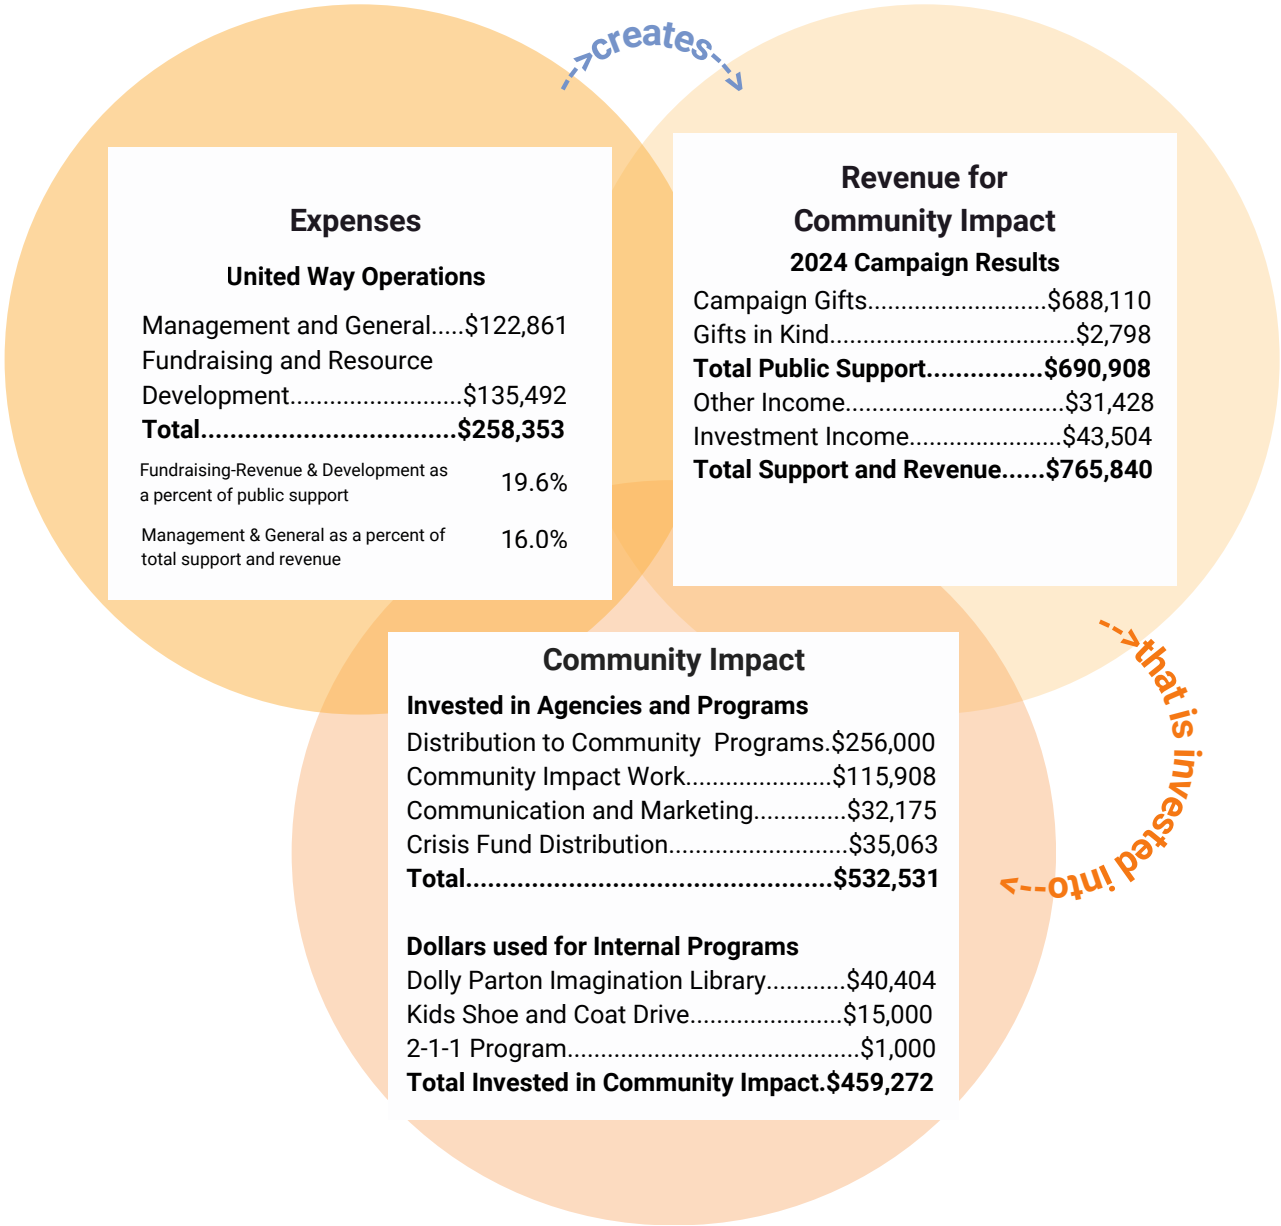 creates
Expenses
United Way Operations
Management and General.....$122,861
Fundraising and Resource
Development.......................$135,492
Total...................................$258,353
Fundraising-Revenue & Development as
a percent of public support
19.6%
Management & General as a percent of
total support and revenue
16.0%
Revenue for
Community Impact
2024 Campaign Results
Campaign Gifts...........................$688,110
Gifts in Kind.....................................$2,798
Total Public Support................$690,908
Other Income.................................$31,428
Investment Income.......................$43,504
Total Support and Revenue......$765,840
that is invested into
Community Impact
Invested in Agencies and Programs
Distribution to Community  Programs.$256,000
Community Impact Work......................$115,908
Communication and Marketing..............$32,175
Crisis Fund Distribution...........................$35,063
Total..................................................$532,531
Dollars used for Internal Programs
Dolly Parton Imagination Library............$40,404
Kids Shoe and Coat Drive.......................$15,000
2-1-1 Program............................................$1,000
Total Invested in Community Impact.$459,272